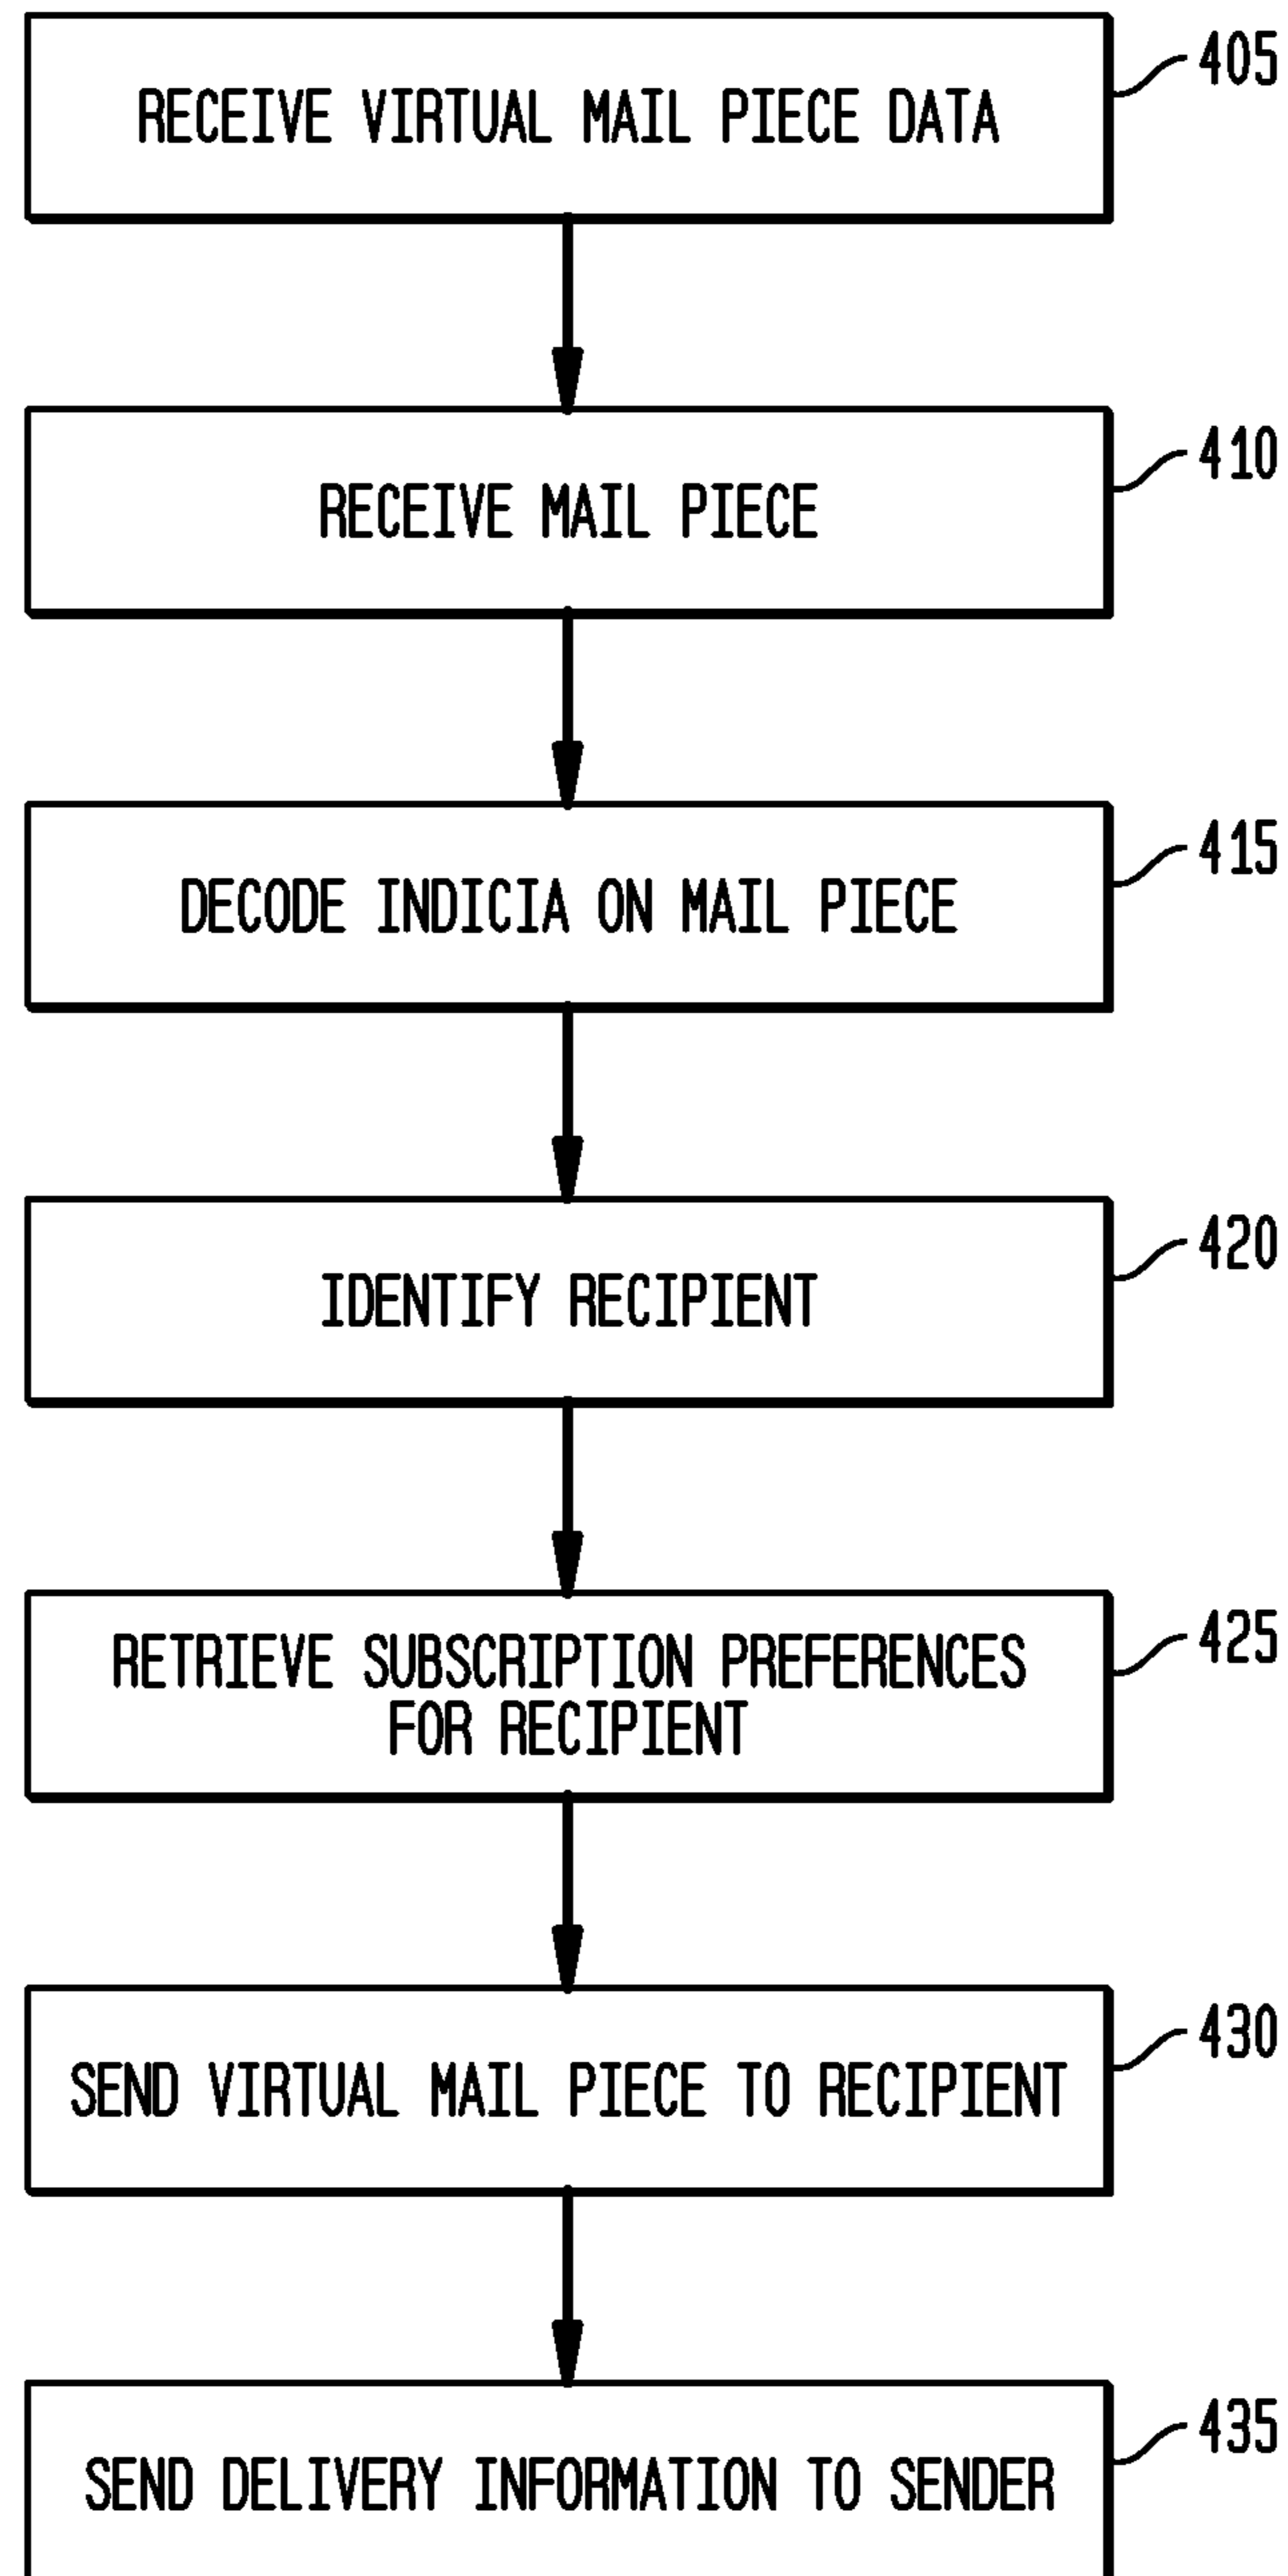 RECEIVE VIRTUAL MAIL PIECE DATA
405
RECEIVE MAIL PIECE
410
DECODE INDICIA ON MAIL PIECE
415
IDENTIFY RECIPIENT
420
RETRIEVE SUBSCRIPTION PREFERENCES
FOR RECIPIENT
425
SEND VIRTUAL MAIL PIECE TO RECIPIENT
430
SEND DELIVERY INFORMATION TO SENDER
435